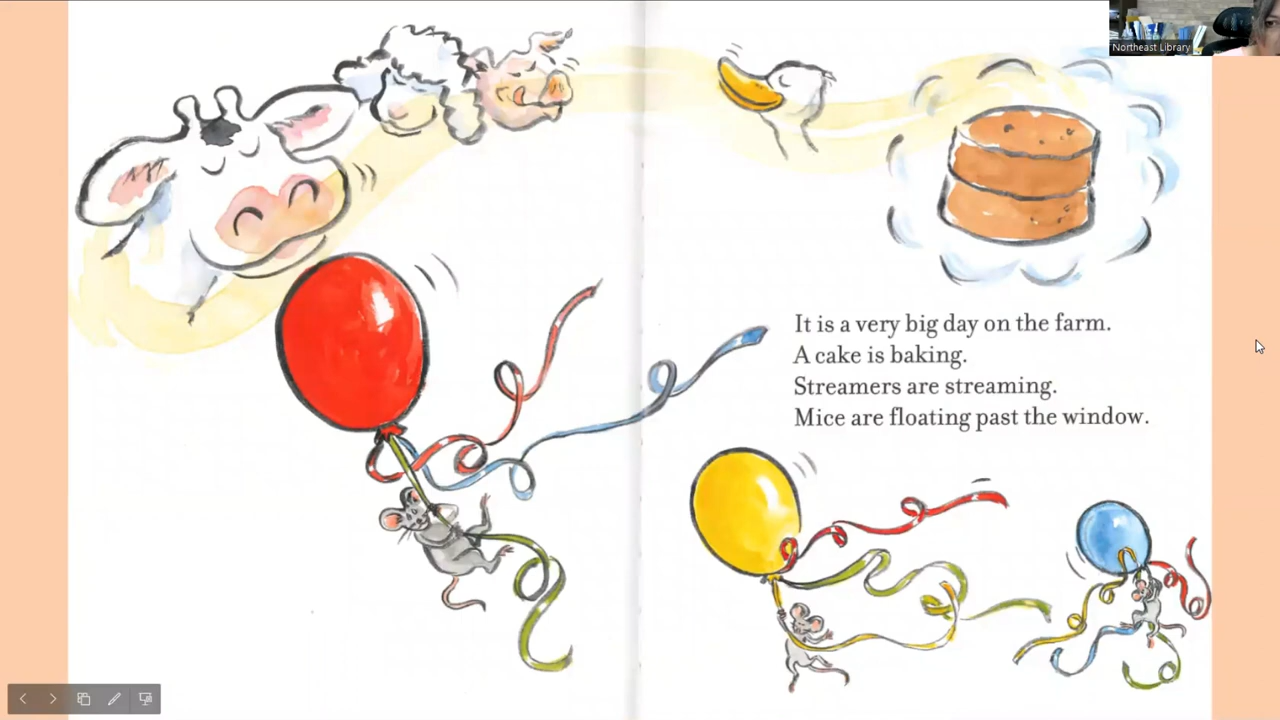 Northeast Library
It is a very big day on the farm.
A cake is baking.
Streamers are streaming.
Mice are floating past the window.